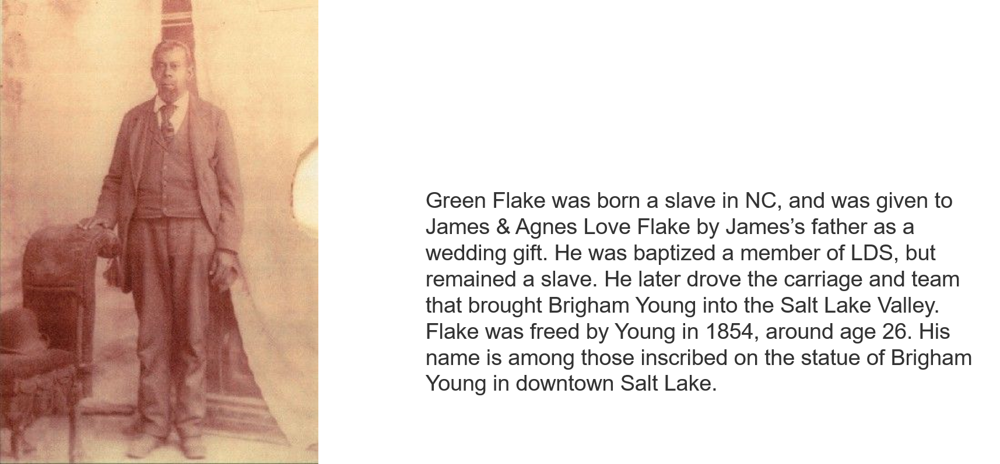 Green Flake was born a slave in NC, and was given to
James & Agnes Love Flake by James’s father as a
wedding gift. He was baptized a member of LDS, but
remained a slave. He later drove the carriage and team
that brought Brigham Young into the Salt Lake Valley.
Flake was freed by Young in 1854, around age 26. His
name is among those inscribed on the statue of Brigham
Young in downtown Salt Lake.